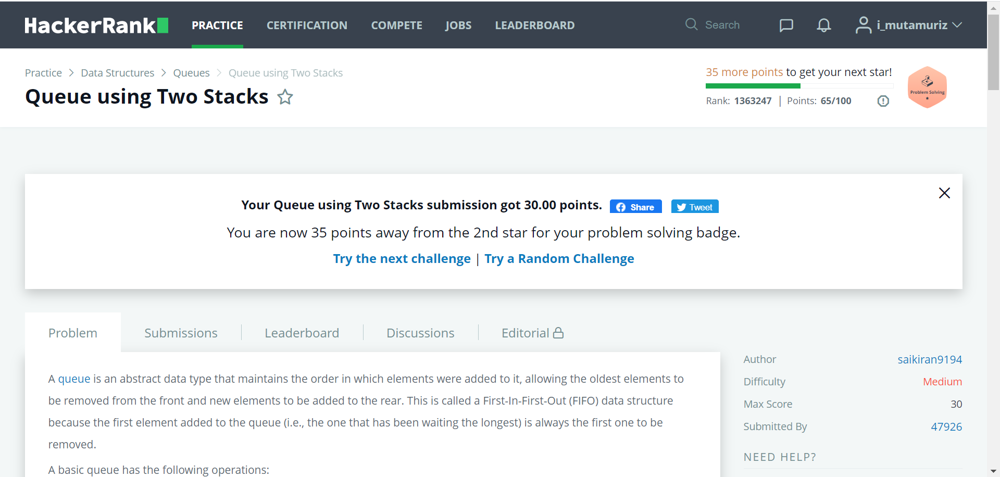 HackerRank
PRACTICE CERTIFICATION COMPETE JOBS LEADERBOARD
Search
i_mutamuriz
Practice Data Structures Queues Queue using Two Stacks
Queue using Two Stacks
35 more points to get your next star!
Rank: 1363247 | Points: 65/100
Problem Solving
Your Queue using Two Stacks submission got 30.00 points.
Share
Tweet
You are now 35 points away from the 2nd star for your problem solving badge.
Try the next challenge | Try a Random Challenge
Problem Submissions Leaderboard Discussions Editorial
A queue is an abstract data type that maintains the order in which elements were added to it, allowing the oldest elements to
be removed from the front and new elements to be added to the rear. This is called a First-In-First-Out (FIFO) data structure
because the first element added to the queue (i.e., the one that has been waiting the longest) is always the first one to be
removed.
A basic queue has the following operations:
Author saikiran9194
Difficulty Medium
Max Score 30
Submitted By 47926
NEED HELP?